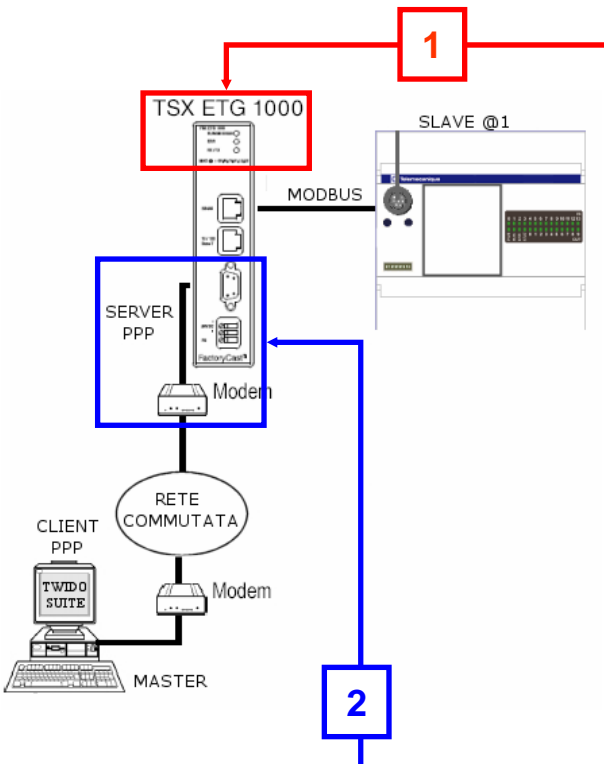 1
TSX ETG 1000
SLAVE @1
MODBUS
SERVER
PPP
FactoryCast
Modem
RETE
COMMUTATA
CLIENT
PPP
TWIDO
SUITE
Modem
MASTER
2